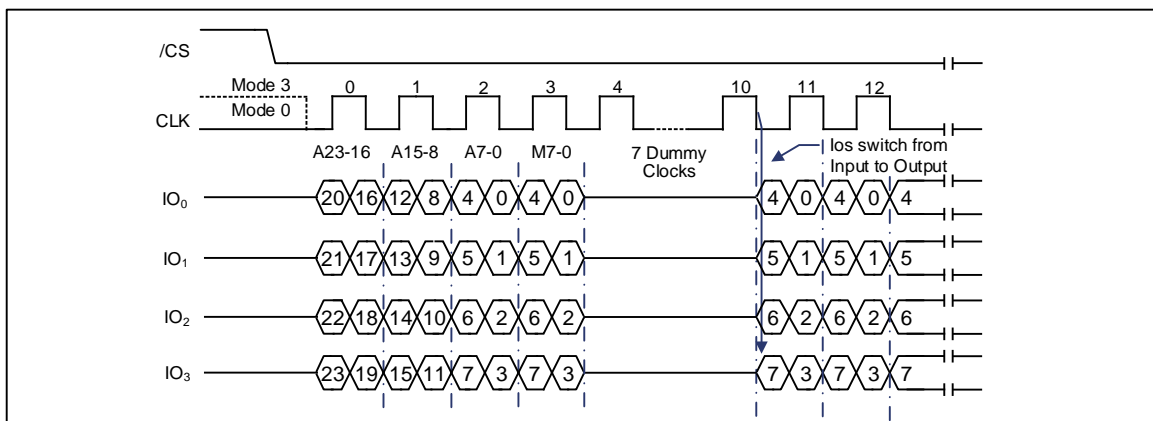 /CS
Mode 3 0 1 2 3 4 10 11 12
Mode 0
CLK
A23-16 A15-8 A7-0 M7-0 7 Dummy Clocks Ios switch from Input to Output
IO0 20 16 12 8 4 0 4 0 4 0 4 0 4
IO1 21 17 13 9 5 1 5 1 5 1 5 1 5
IO2 22 18 14 10 6 2 6 2 6 2 6 2 6
IO3 23 19 15 11 7 3 7 3 7 3 7 3 7